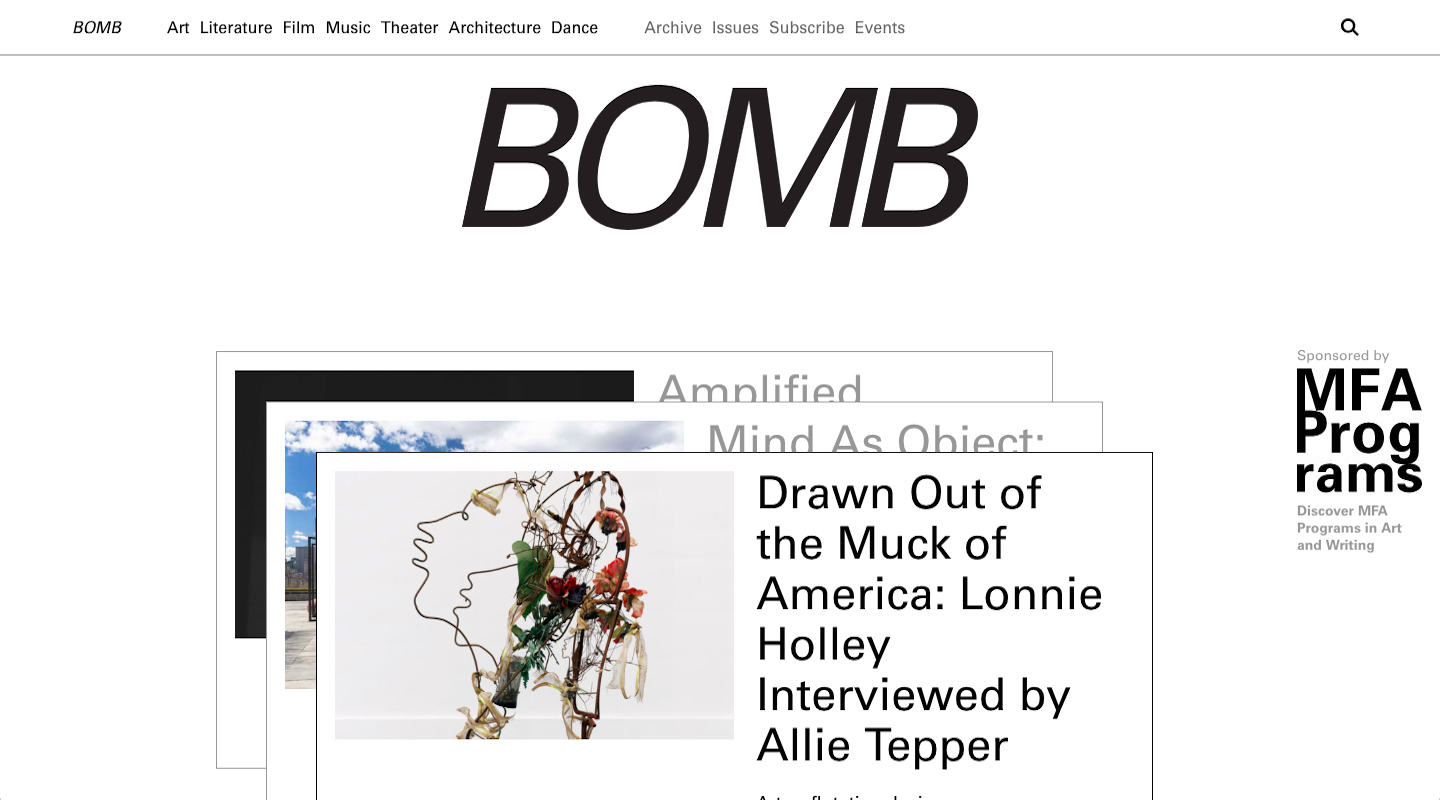 BOMB Art Literature Film Music Theater Architecture Dance Archive Issues Subscribe Events
BOMB
Amplified
Mind As Object:
Drawn Out of
the Muck of
America: Lonnie
Holley
Interviewed by
Allie Tepper
Sponsored by
MFA
Prog
rams
Discover MFA
Programs in Art
and Writing